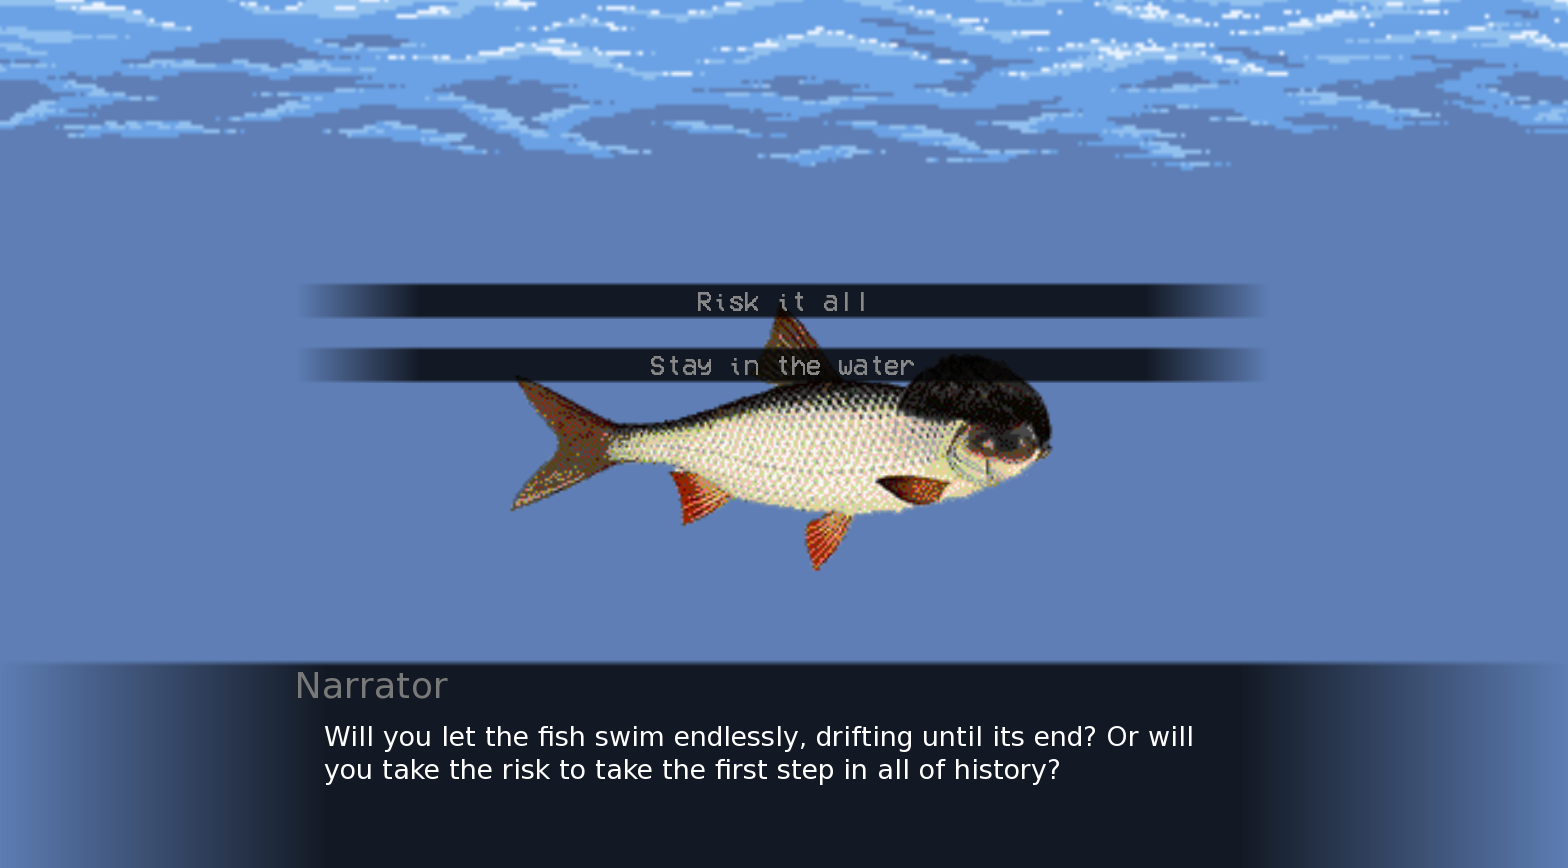 Risk it all
Stay in the water
Narrator
Will you let the fish swim endlessly, drifting until its end? Or will
you take the risk to take the first step in all of history?